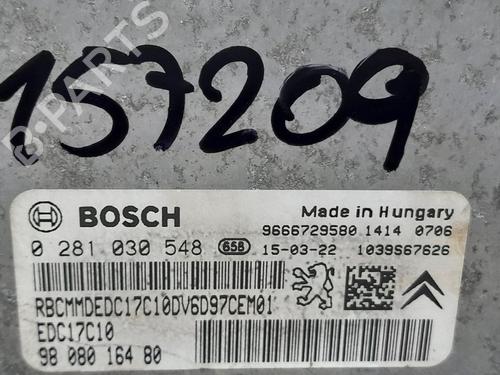 157209
B-PARTS
BOSCH
Made in Hungary
9666729580 1414 0706
0 281 030 548 658 15-03-22 1039S67626
RBCMMDEDC17C10DV6D97CEM01
EDC17C10
98 080 164 80